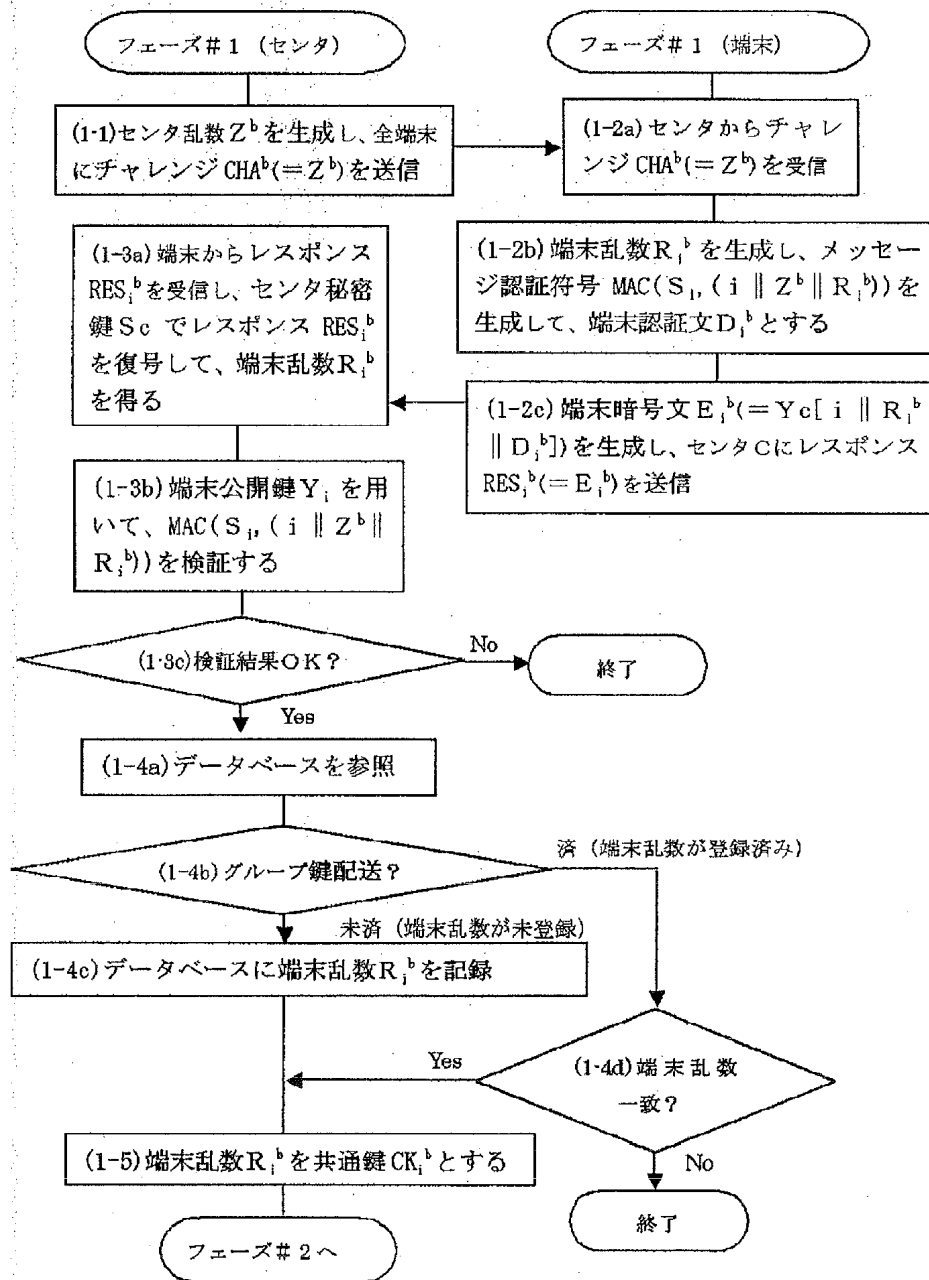 フェーズ#1 (センタ)
フェーズ#1 (端末)
(1-1)センタ乱数Z^bを生成し、全端末
にチャレンジCHA^b(=Z^b)を送信
(1-2a)センタからチャレ
ンジCHA^b(=Z^b)を受信
(1-3a)端末からレスポンス
RES_i^bを受信し、センタ秘密
鍵Scでレスポンス RES_i^b
を復号して、端末乱数R_i^b
を得る
(1-2b)端末乱数R_i^bを生成し、メッセー
ジ認証符号 MAC(S_i,(i∥Z^b∥R_i^b))を
生成して、端末認証文D_i^bとする
(1-2c)端末暗号文E_i^b(=Yc[i∥R_i^b
∥D_i^b])を生成し、センタCにレスポンス
RES_i^b(=E_i^b)を送信
(1-3b)端末公開鍵Y_iを用
いて、MAC(S_i,(i∥Z^b∥
R_i^b))を検証する
(1-3c)検証結果OK?
No
終了
Yes
(1-4a)データベースを参照
(1-4b)グループ鍵配送?
済 (端末乱数が登録済み)
未済 (端末乱数が未登録)
(1-4c)データベースに端末乱数R_i^bを記録
Yes
(1-4d)端末乱数
一致?
(1-5)端末乱数R_i^bを共通鍵CK_i^bとする
No
終了
フェーズ#2へ